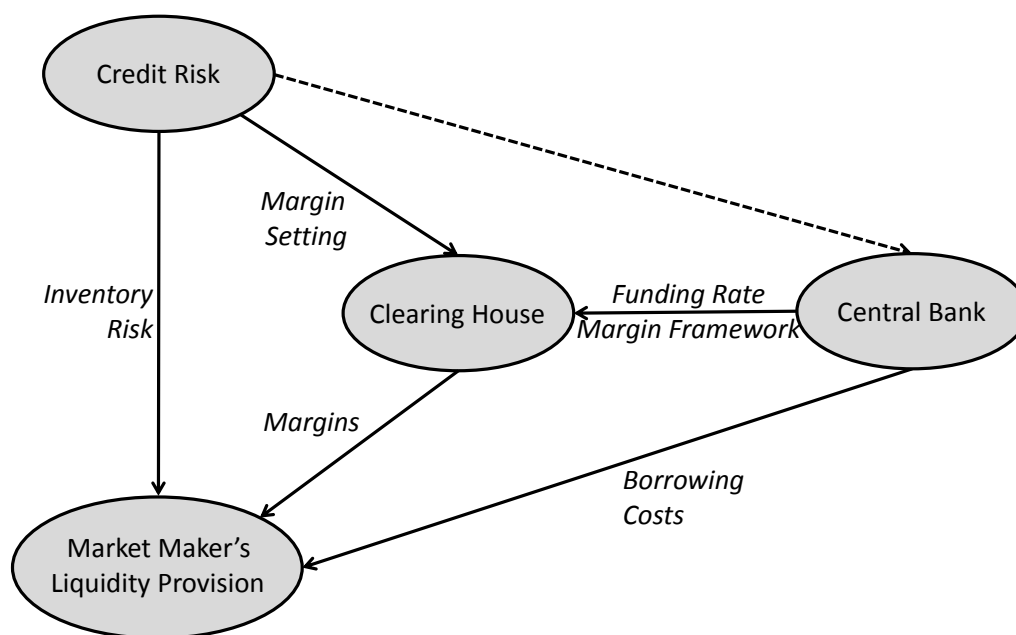 Credit Risk
Margin
Setting
Inventory
Risk
Clearing House
Funding Rate
Margin Framework
Central Bank
Margins
Borrowing
Costs
Market Maker’s
Liquidity Provision